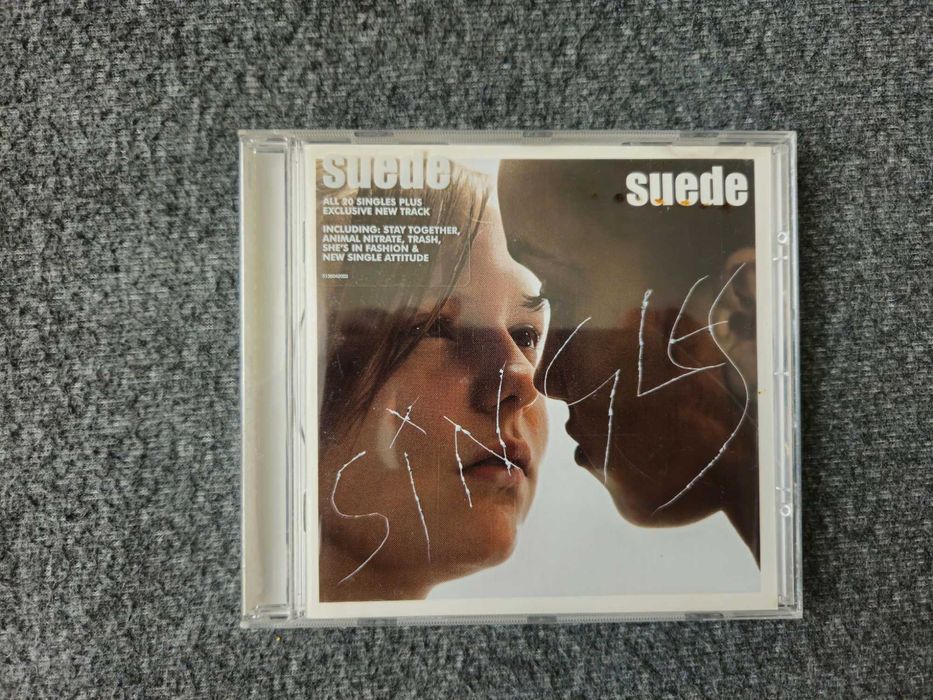 suede
ALL 20 SINGLES PLUS
EXCLUSIVE NEW TRACK
INCLUDING: STAY TOGETHER,
ANIMAL NITRATE, TRASH,
SHE'S IN FASHION &
NEW SINGLE ATTITUDE
suede
SiNGLES